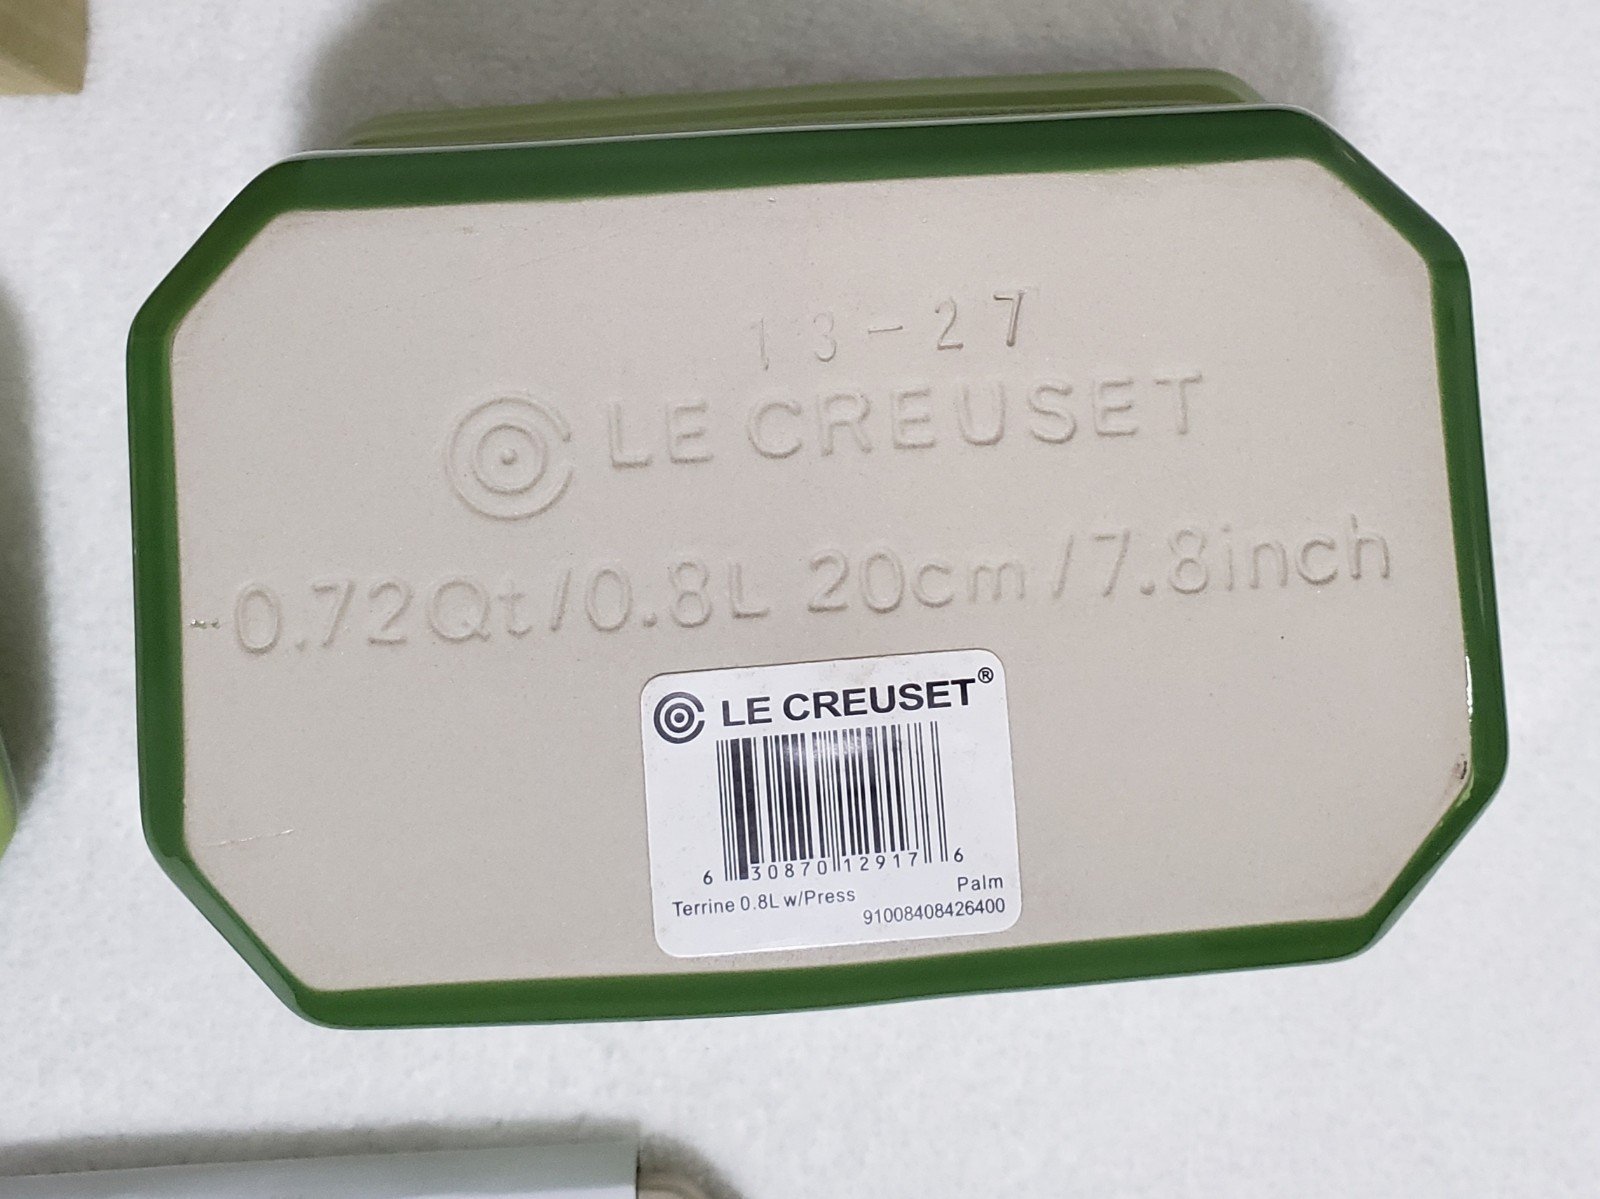 13-27
LE CREUSET
0.72Qt/0.8L 20cm/7.8inch
LE CREUSET®
6 30870 12917 6
Terrine 0.8L w/Press Palm
91008408426400